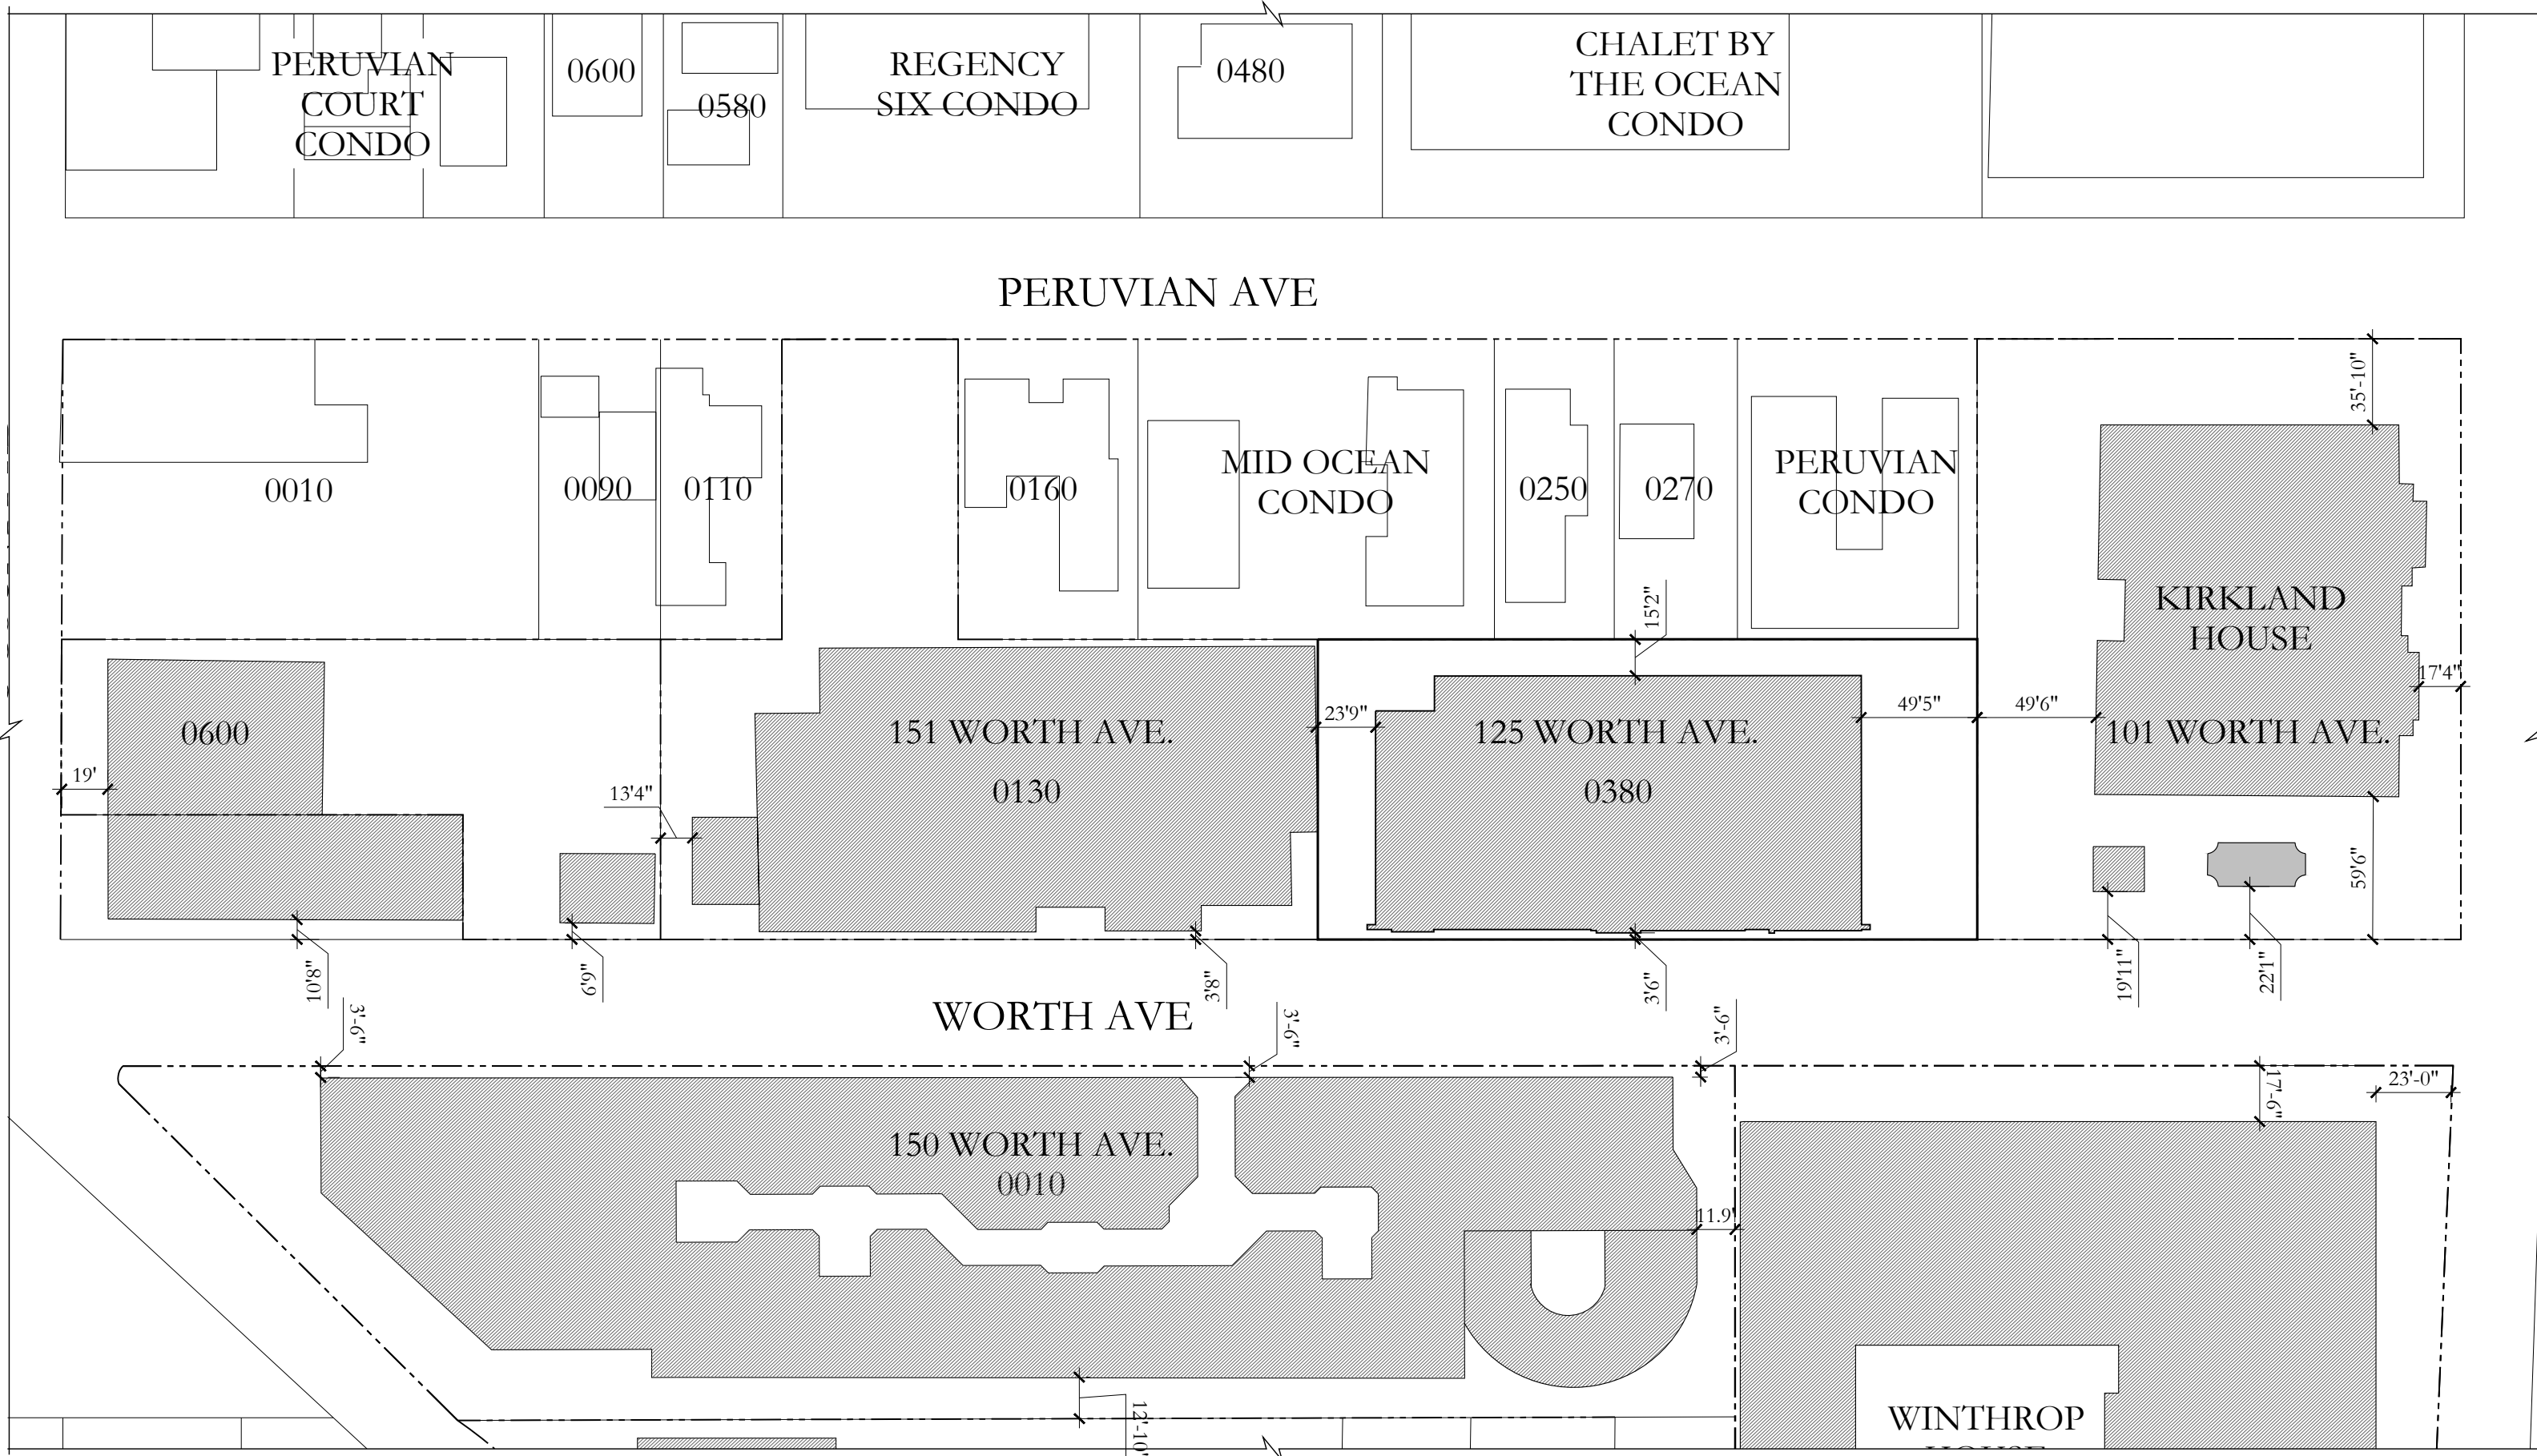 PERUVIAN
COURT
CONDO
0600
0580
REGENCY
SIX CONDO
0480
CHALET BY
THE OCEAN
CONDO
PERUVIAN AVE
35'-10"
0010
0090
0110
0160
MID OCEAN
CONDO
0250
0270
PERUVIAN
CONDO
15'2"
KIRKLAND
HOUSE
17'4"
0600
19'
13'4"
151 WORTH AVE.
0130
23'9"
125 WORTH AVE.
0380
49'5"
49'6"
101 WORTH AVE.
59'6"
10'8"
6'9"
3'8"
3'6"
19'11"
22'1"
WORTH AVE
3'-6"
3'-6"
3'-6"
17'-6"
23'-0"
150 WORTH AVE.
0010
11.9'
12'-10"
WINTHROP
HOUSE